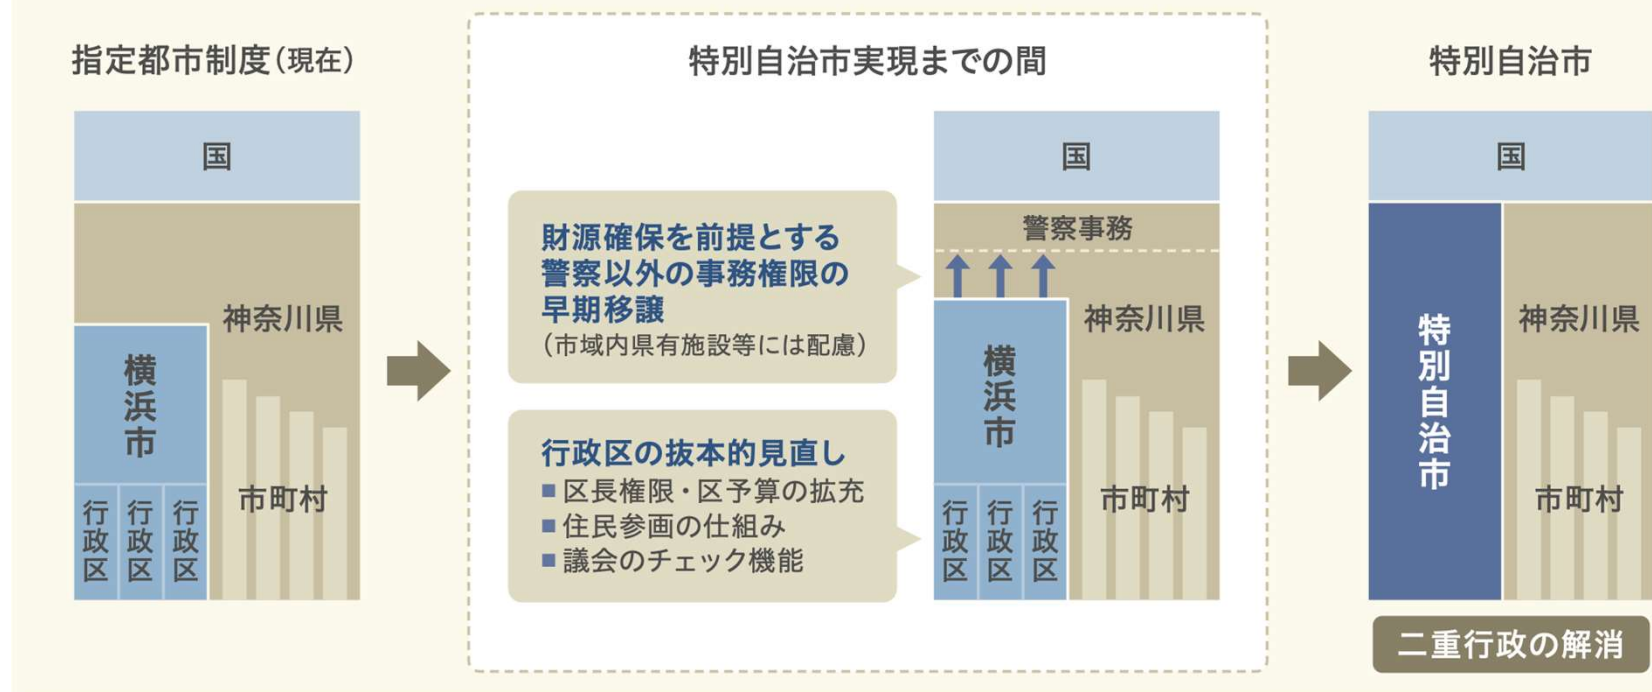 指定都市制度(現在)
国
神奈川県
横浜市
行政区
行政区
行政区
市町村
特別自治市実現までの間
財源確保を前提とする
警察以外の事務権限の
早期移譲
(市域内県有施設等には配慮)
行政区の抜本的見直し
■区長権限・区予算の拡充
■住民参画の仕組み
■議会のチェック機能
国
警察事務
神奈川県
横浜市
行政区
行政区
行政区
市町村
特別自治市
国
神奈川県
特別自治市
市町村
二重行政の解消